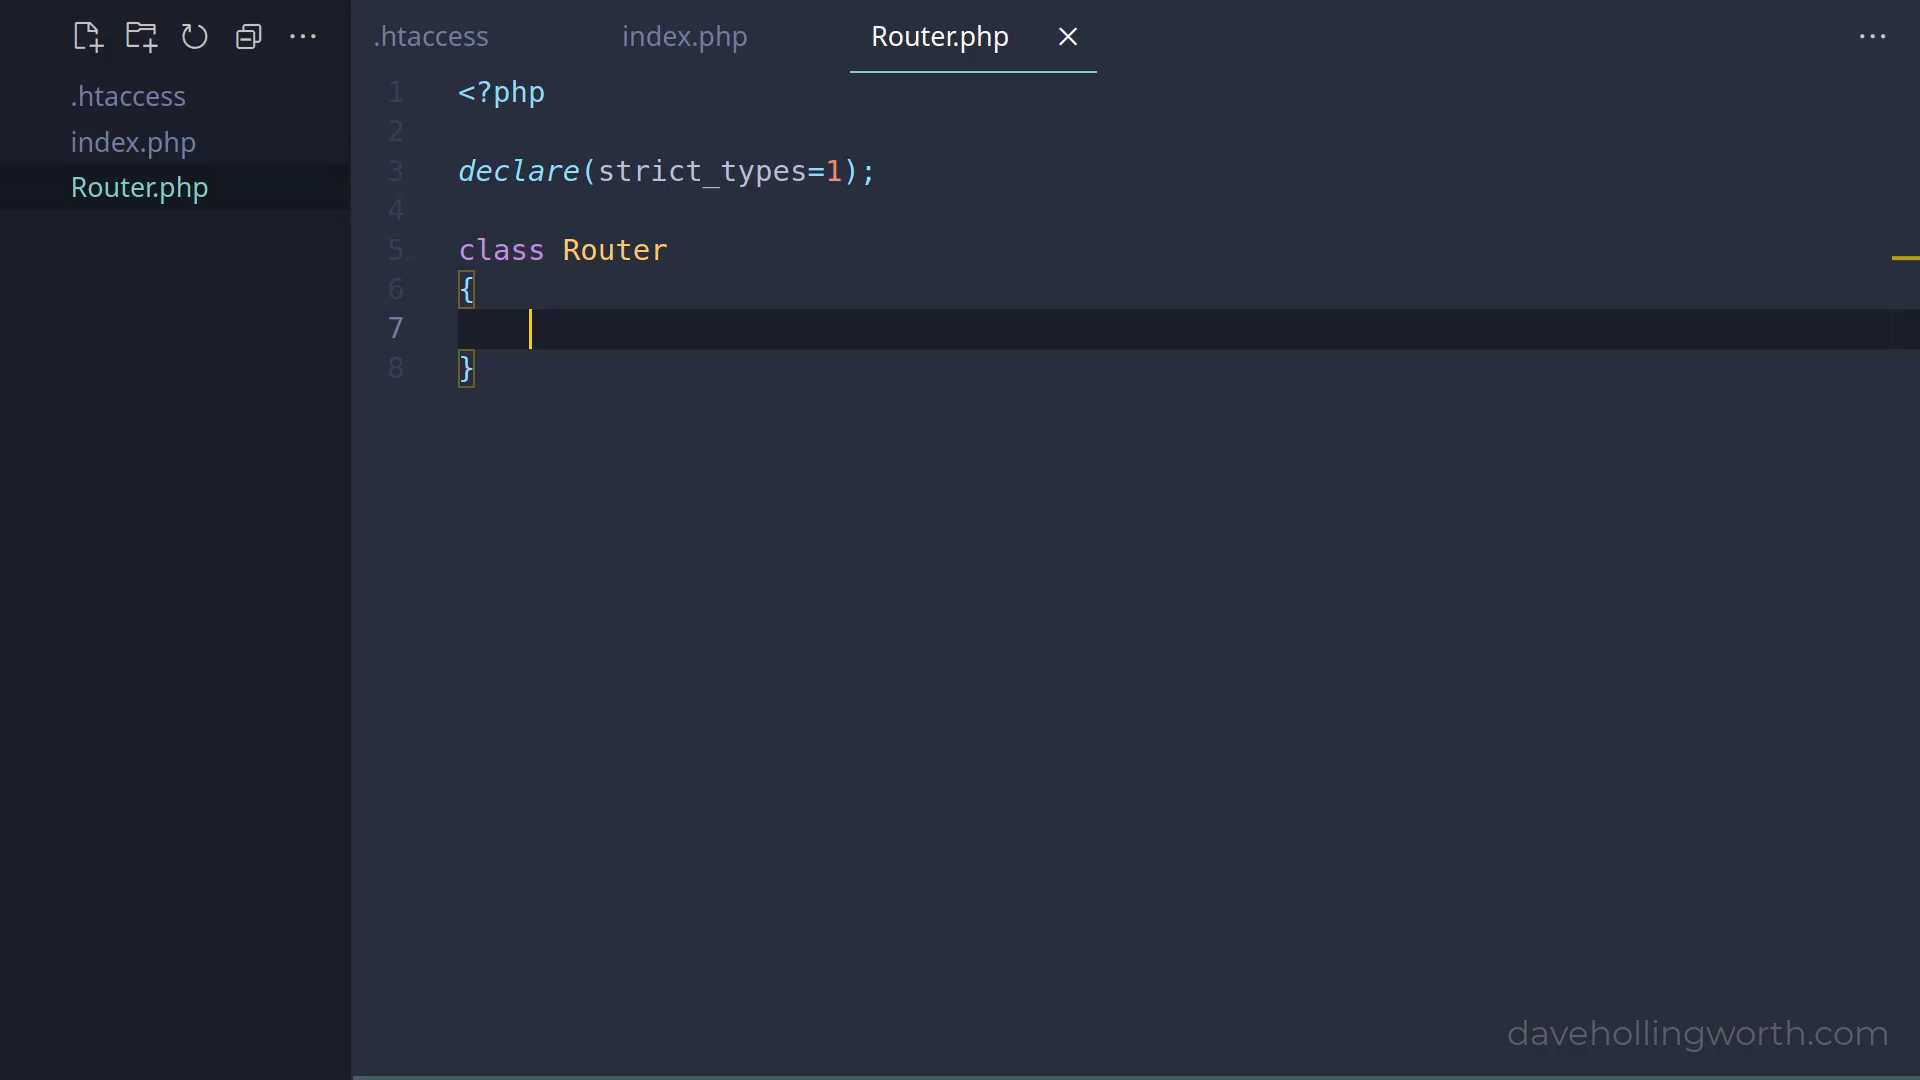 .htaccess
index.php
Router.php
.htaccess
index.php
Router.php
1 <?php
2
3 declare(strict_types=1);
4
5 class Router
6 {
7
8 }
davehollingworth.com